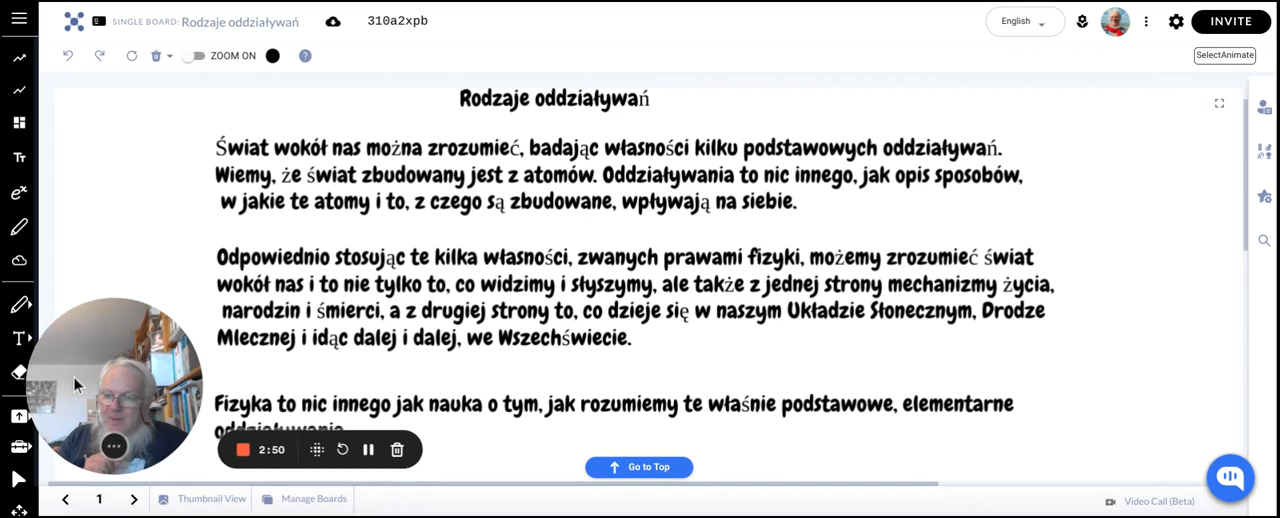 SINGLE BOARD: Rodzaje oddziaływań
310a2xpb
English
INVITE
ZOOM ON
SelectAnimate
Rodzaje oddziaływań
Świat wokół nas można zrozumieć, badając własności kilku podstawowych oddziaływań.
Wiemy, że świat zbudowany jest z atomów. Oddziaływania to nic innego, jak opis sposobów,
w jakie te atomy i to, z czego są zbudowane, wpływają na siebie.
Odpowiednio stosując te kilka własności, zwanych prawami fizyki, możemy zrozumieć świat
wokół nas i to nie tylko to, co widzimy i słyszymy, ale także z jednej strony mechanizmy życia,
narodzin i śmierci, a z drugiej strony to, co dzieje się w naszym Układzie Słonecznym, Drodze
Mlecznej i idąc dalej i dalej, we Wszechświecie.
Fizyka to nic innego jak nauka o tym, jak rozumiemy te właśnie podstawowe, elementarne
2:50
Go to Top
1
Thumbnail View
Manage Boards
Video Call (Beta)